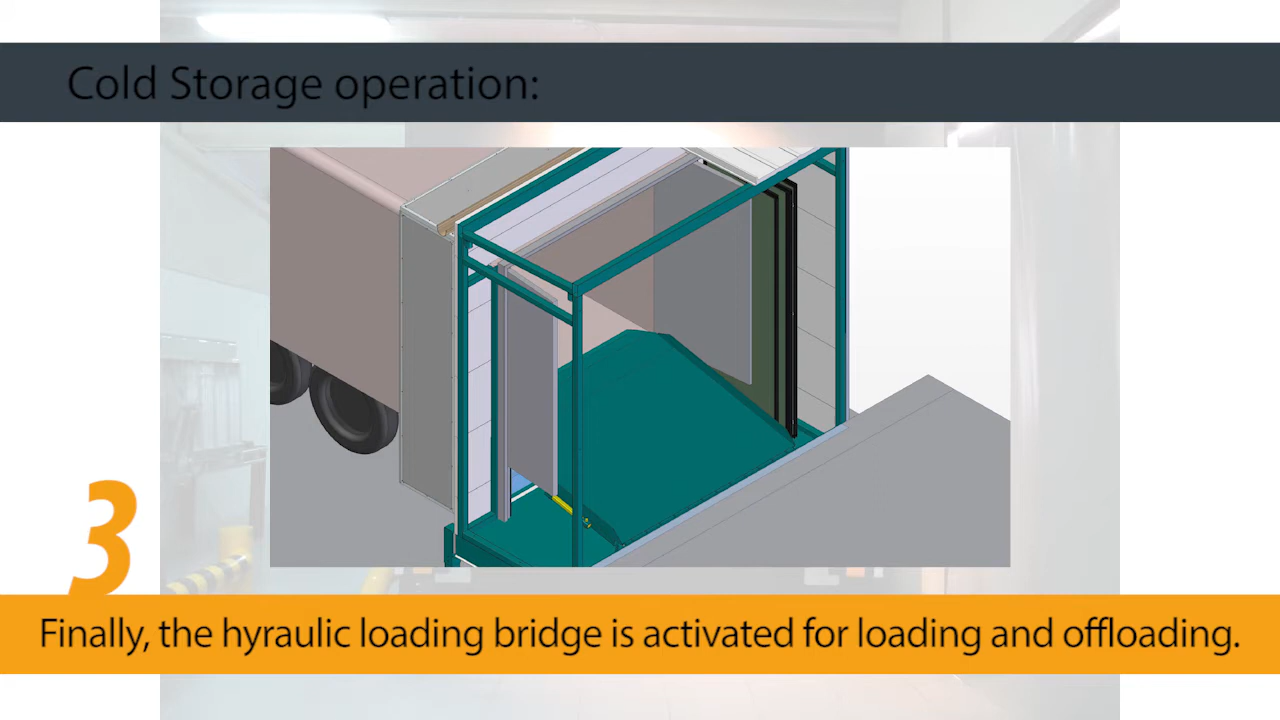 Cold Storage operation:
3
Finally, the hyraulic loading bridge is activated for loading and offloading.